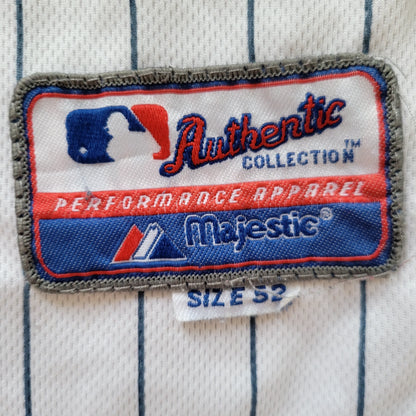 Authentic
COLLECTION™
PERFORMANCE APPAREL
Majestic®
SIZE 52